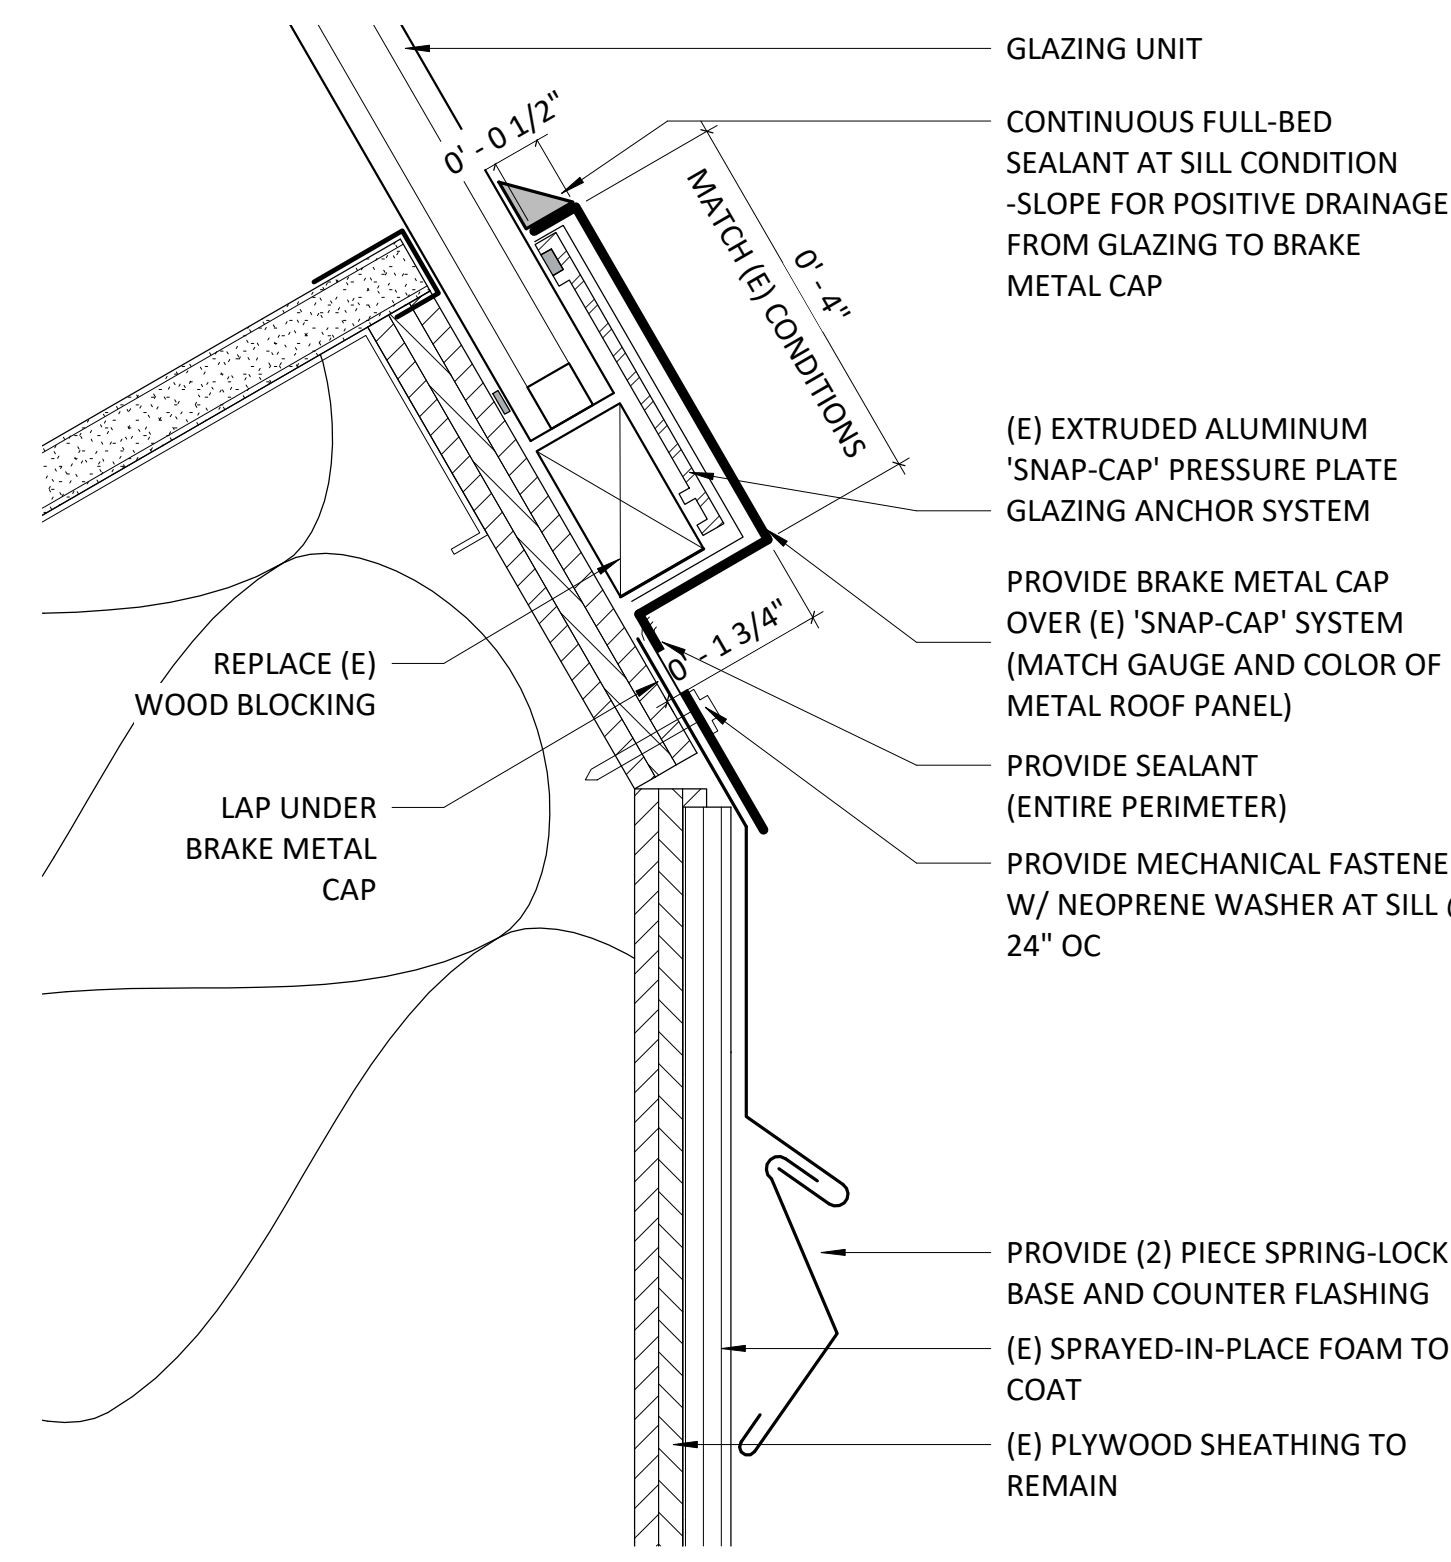 GLAZING UNIT
0' - 0 1/2"
CONTINUOUS FULL-BED
SEALANT AT SILL CONDITION
-SLOPE FOR POSITIVE DRAINAGE
FROM GLAZING TO BRAKE
METAL CAP
0' - 4"
MATCH (E) CONDITIONS
(E) EXTRUDED ALUMINUM
'SNAP-CAP' PRESSURE PLATE
GLAZING ANCHOR SYSTEM
PROVIDE BRAKE METAL CAP
OVER (E) 'SNAP-CAP' SYSTEM
(MATCH GAUGE AND COLOR OF
METAL ROOF PANEL)
0' - 1 3/4"
REPLACE (E)
WOOD BLOCKING
PROVIDE SEALANT
(ENTIRE PERIMETER)
LAP UNDER
BRAKE METAL
CAP
PROVIDE MECHANICAL FASTENE
W/ NEOPRENE WASHER AT SILL
24" OC
PROVIDE (2) PIECE SPRING-LOCK
BASE AND COUNTER FLASHING
(E) SPRAYED-IN-PLACE FOAM TO
COAT
(E) PLYWOOD SHEATHING TO
REMAIN